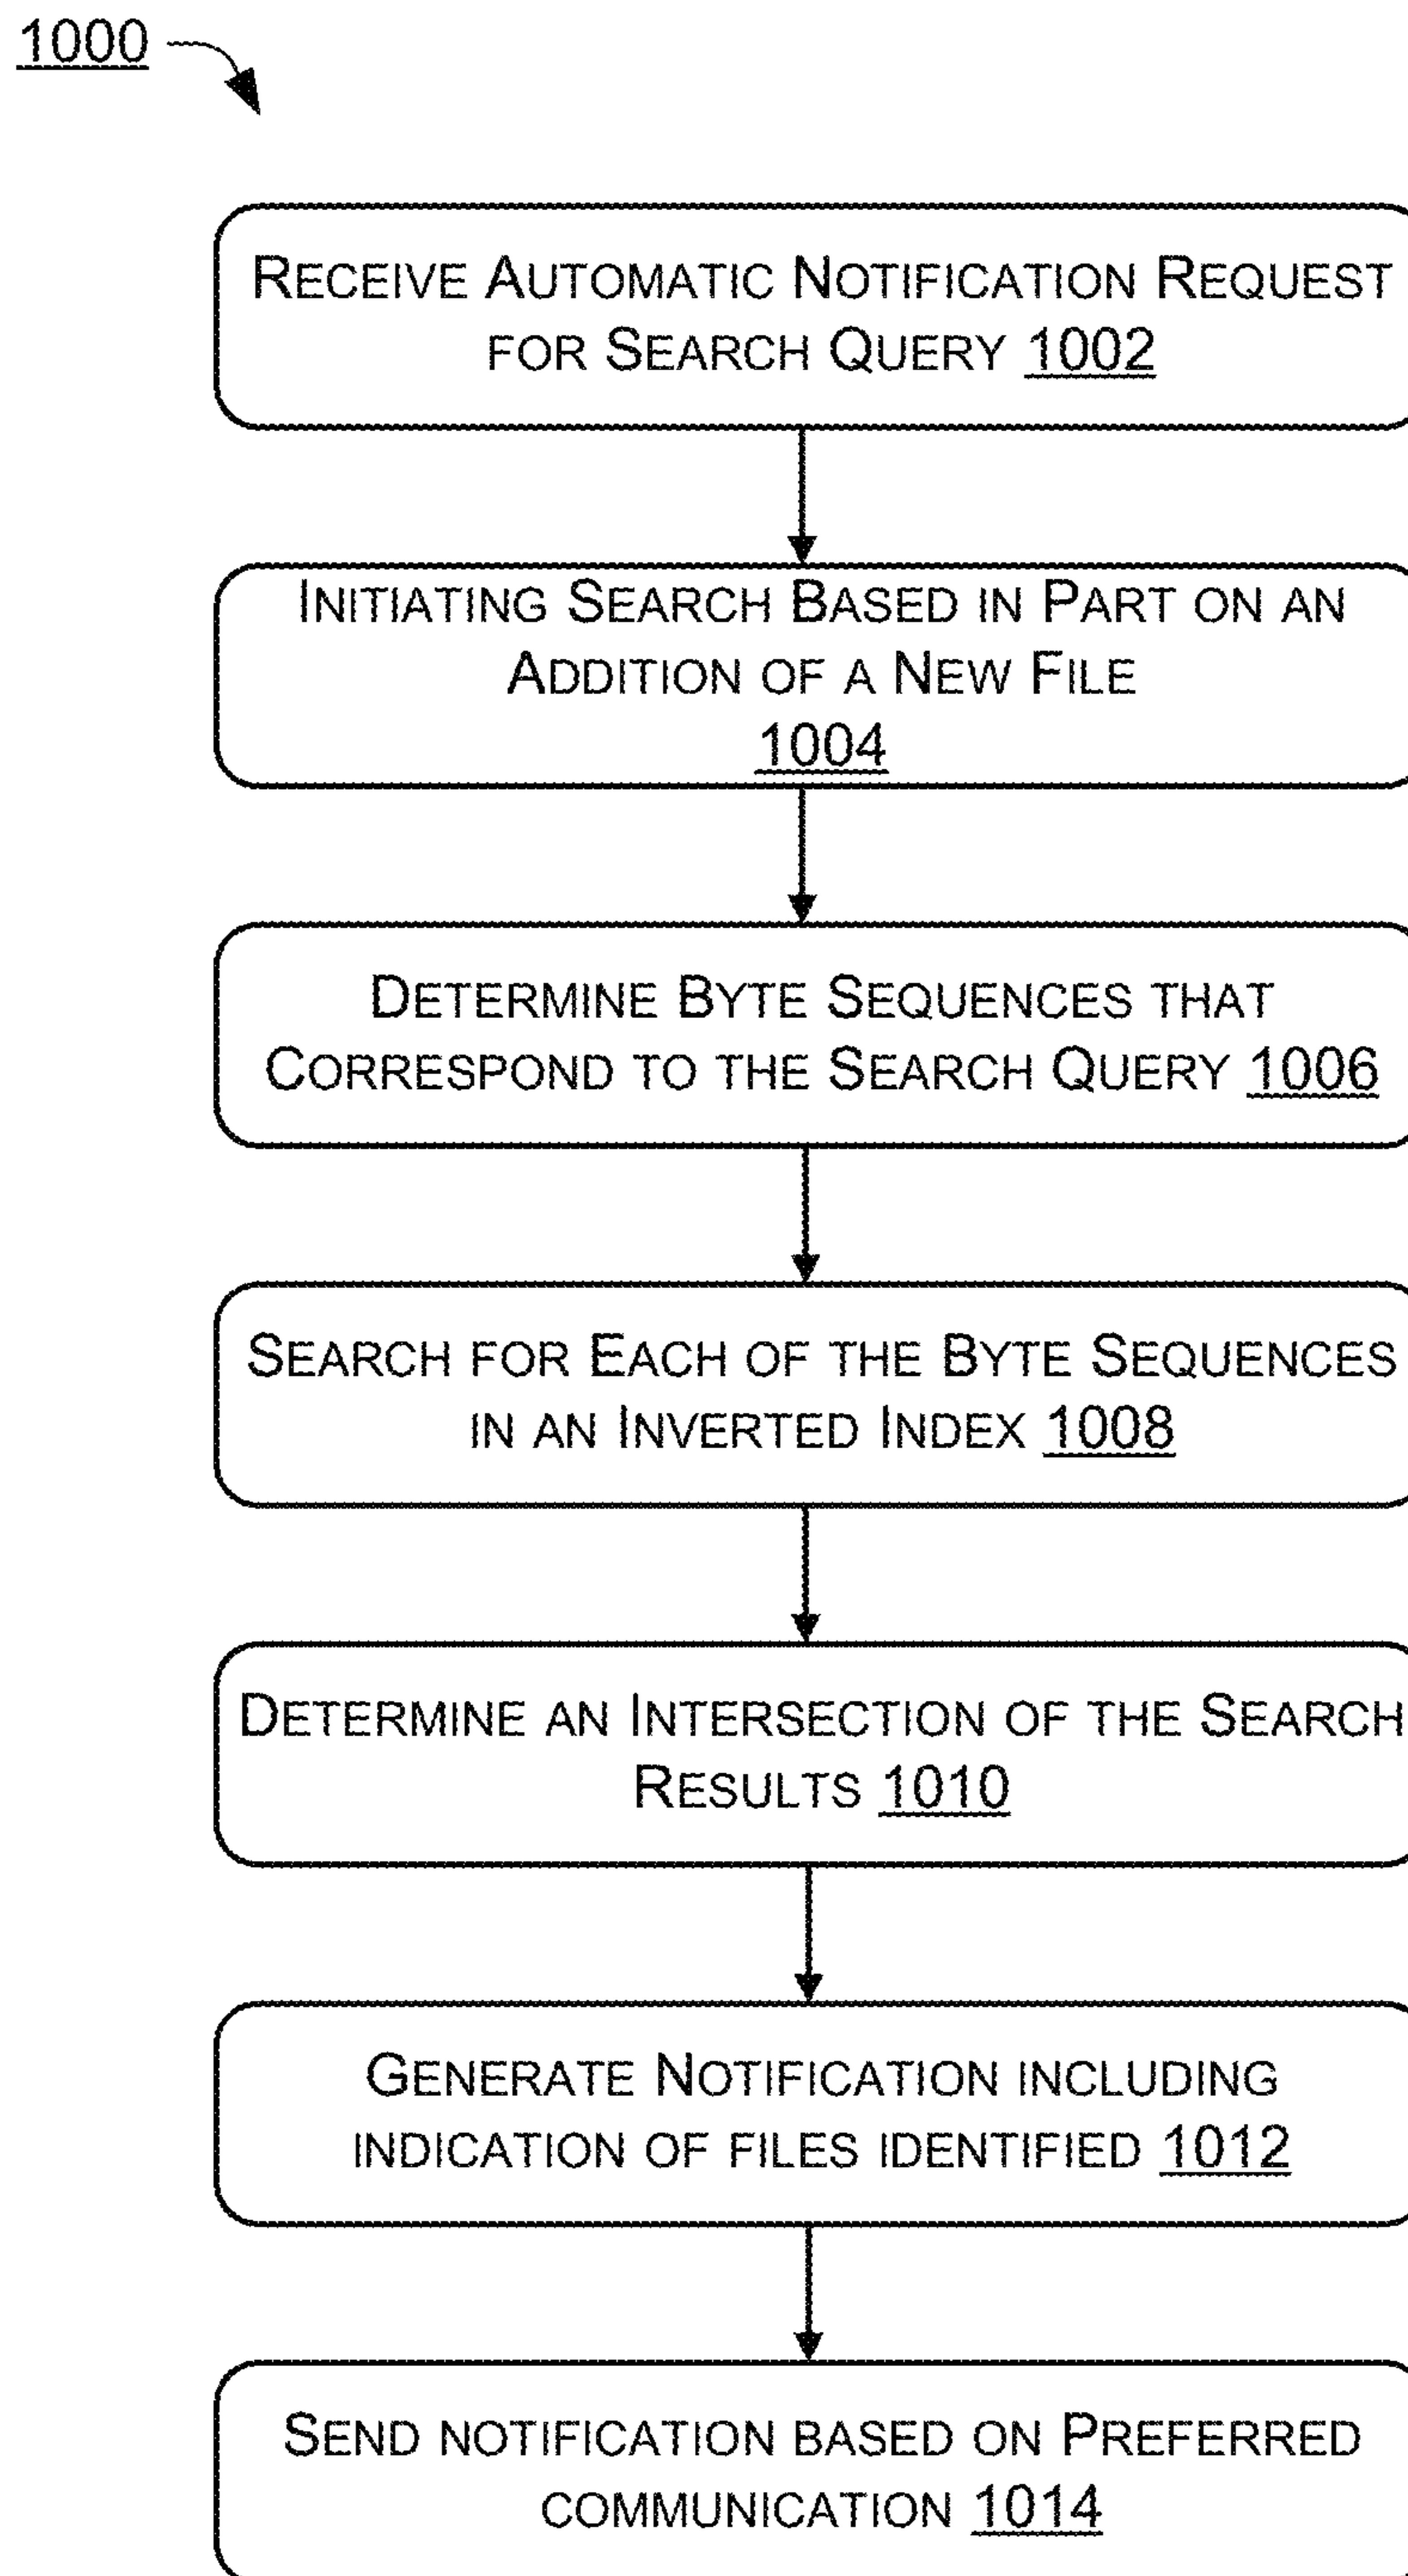 1000
RECEIVE AUTOMATIC NOTIFICATION REQUEST
FOR SEARCH QUERY 1002
INITIATING SEARCH BASED IN PART ON AN
ADDITION OF A NEW FILE
1004
DETERMINE BYTE SEQUENCES THAT
CORRESPOND TO THE SEARCH QUERY 1006
SEARCH FOR EACH OF THE BYTE SEQUENCES
IN AN INVERTED INDEX 1008
DETERMINE AN INTERSECTION OF THE SEARCH
RESULTS 1010
GENERATE NOTIFICATION INCLUDING
INDICATION OF FILES IDENTIFIED 1012
SEND NOTIFICATION BASED ON PREFERRED
COMMUNICATION 1014